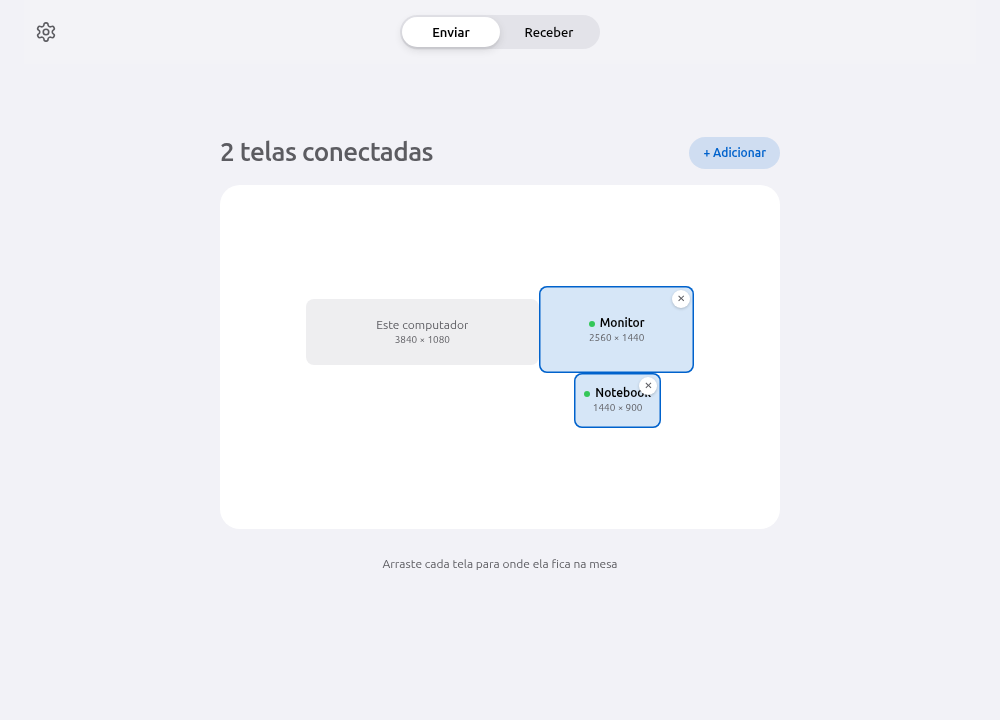 Enviar
Receber
2 telas conectadas
+ Adicionar
Este computador
3840 × 1080
Monitor
2560 × 1440
Notebook
1440 × 900
Arraste cada tela para onde ela fica na mesa